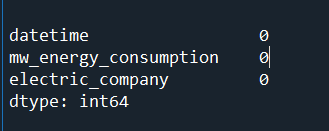 datetime 0
mw_energy_consumption 0
electric_company 0
dtype: int64